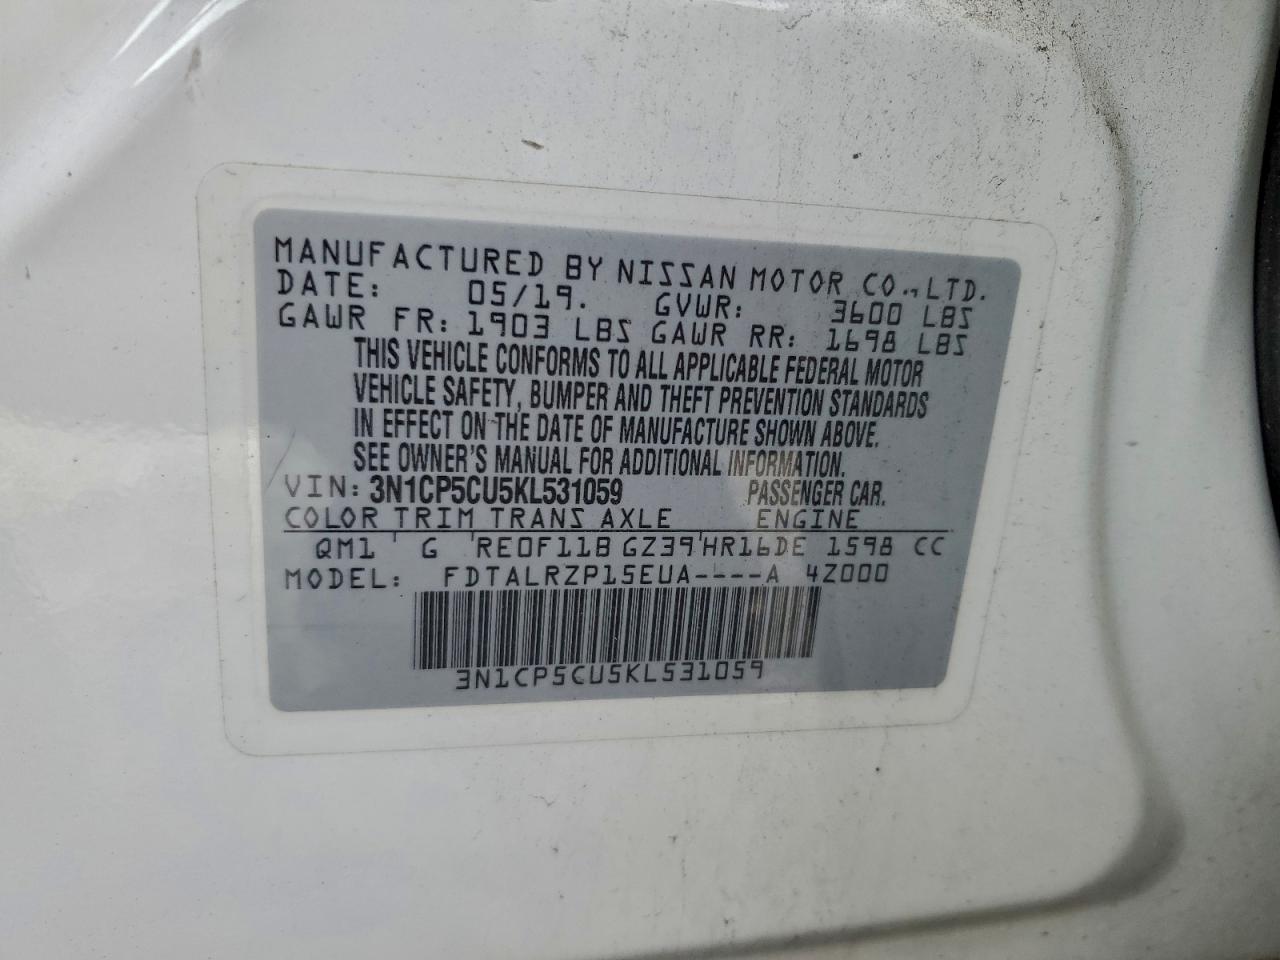 MANUFACTURED BY NISSAN MOTOR CO., LTD.
DATE: 05/19. GVWR: 3600 LBS
GAWR FR: 1903 LBS GAWR RR: 1698 LBS
THIS VEHICLE CONFORMS TO ALL APPLICABLE FEDERAL MOTOR
VEHICLE SAFETY, BUMPER AND THEFT PREVENTION STANDARDS
IN EFFECT ON THE DATE OF MANUFACTURE SHOWN ABOVE.
SEE OWNER'S MANUAL FOR ADDITIONAL INFORMATION.
VIN: 3N1CP5CU5KL531059 PASSENGER CAR.
COLOR TRIM TRANS AXLE ENGINE
QM1 ' G 'RE0F11B GZ39'HR16DE 1598 CC
MODEL: FDTALRZP15EUA----A 4Z000
3N1CP5CU5KL531059